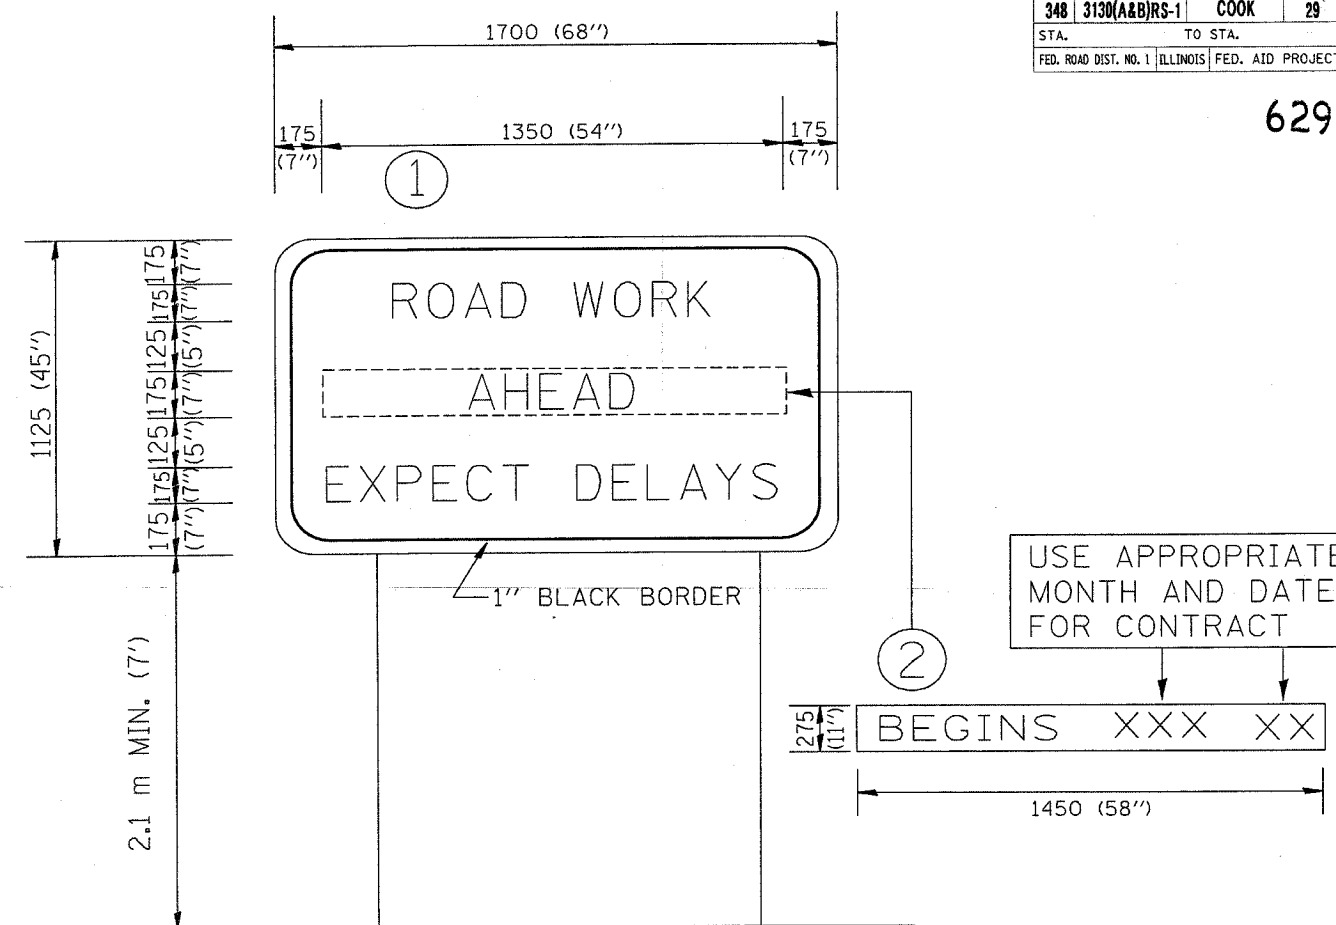 348 3130(A&B)RS-1 COOK 29
STA. TO STA.
FED. ROAD DIST. NO. 1 ILLINOIS FED. AID PROJECT
629
1700 (68'')
175 (7'')
1350 (54'')
175 (7'')
1
1125 (45'')
175 (7'')
175 (7'')
125 (5'')
175 (7'')
125 (5'')
175 (7'')
175 (7'')
ROAD WORK
AHEAD
EXPECT DELAYS
1'' BLACK BORDER
2.1 m MIN. (7')
USE APPROPRIATE
MONTH AND DATE
FOR CONTRACT
2
275 (11'')
BEGINS XXX XX
1450 (58'')